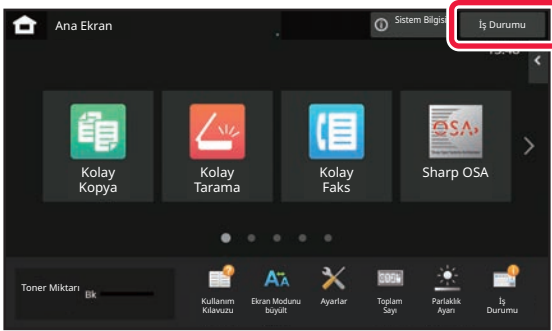 Ana Ekran
Sistem Bilgisi
İş Durumu
Kolay
Kopya
Kolay
Tarama
Kolay
Faks
OSA
Sharp OSA
Toner Miktarı
Bk
Kullanım
Kılavuzu
Ekran Modunu
büyült
Ayarlar
Toplam
Sayı
Parlaklık
Ayarı
İş
Durumu